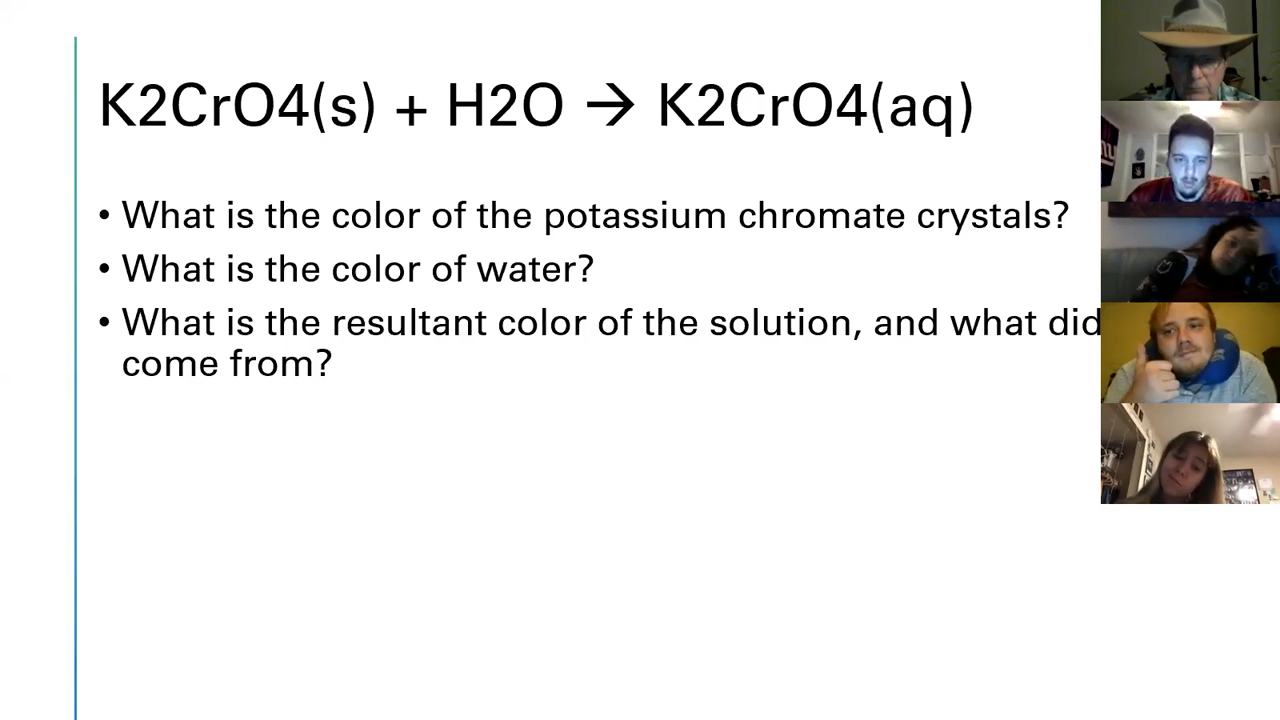 K2CrO4(s) + H2O → K2CrO4(aq)
• What is the color of the potassium chromate crystals?
• What is the color of water?
• What is the resultant color of the solution, and what did
come from?